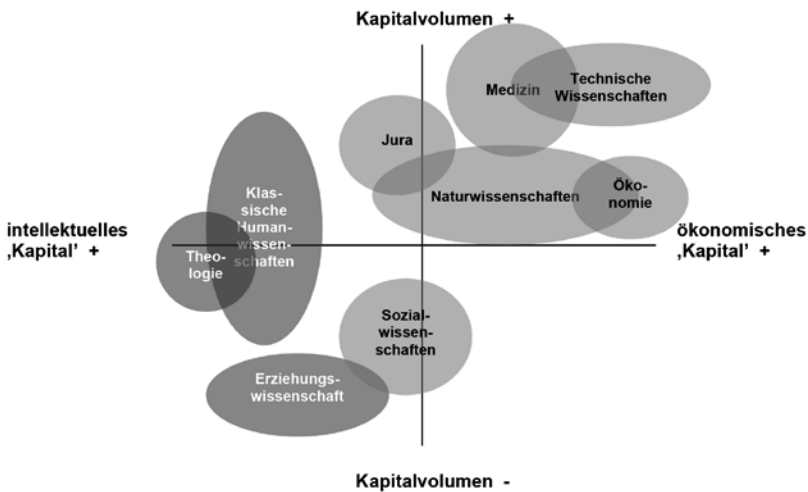 Kapitalvolumen +
Medizin
Technische
Wissenschaften
Jura
Klas-
sische
Human-
wissen-
schaften
Naturwissenschaften
Öko-
nomie
intellektuelles
‚Kapital’ +
ökonomisches
‚Kapital’ +
Theo-
logie
Sozial-
wissen-
schaften
Erziehungs-
wissenschaft
Kapitalvolumen -